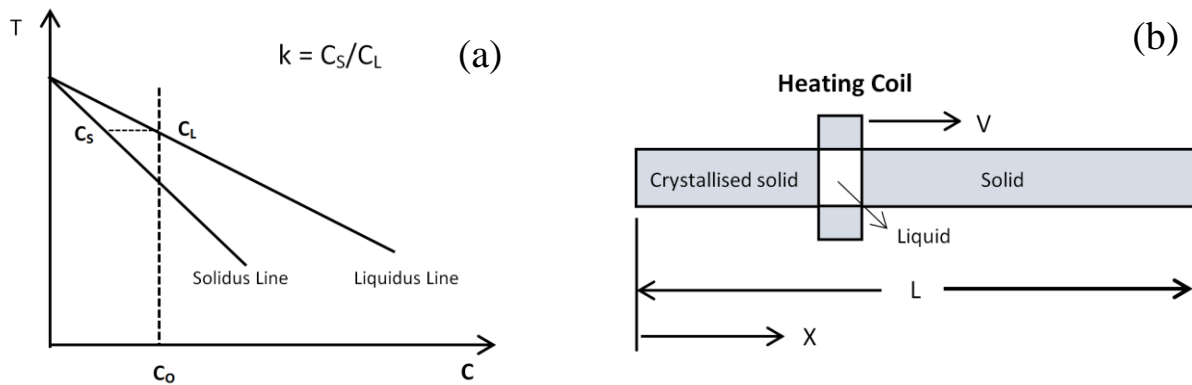 T
k = C_S/C_L
(a)
C_S
C_L
Solidus Line
Liquidus Line
C_O
C
(b)
Heating Coil
V
Crystallised solid
Solid
Liquid
L
X